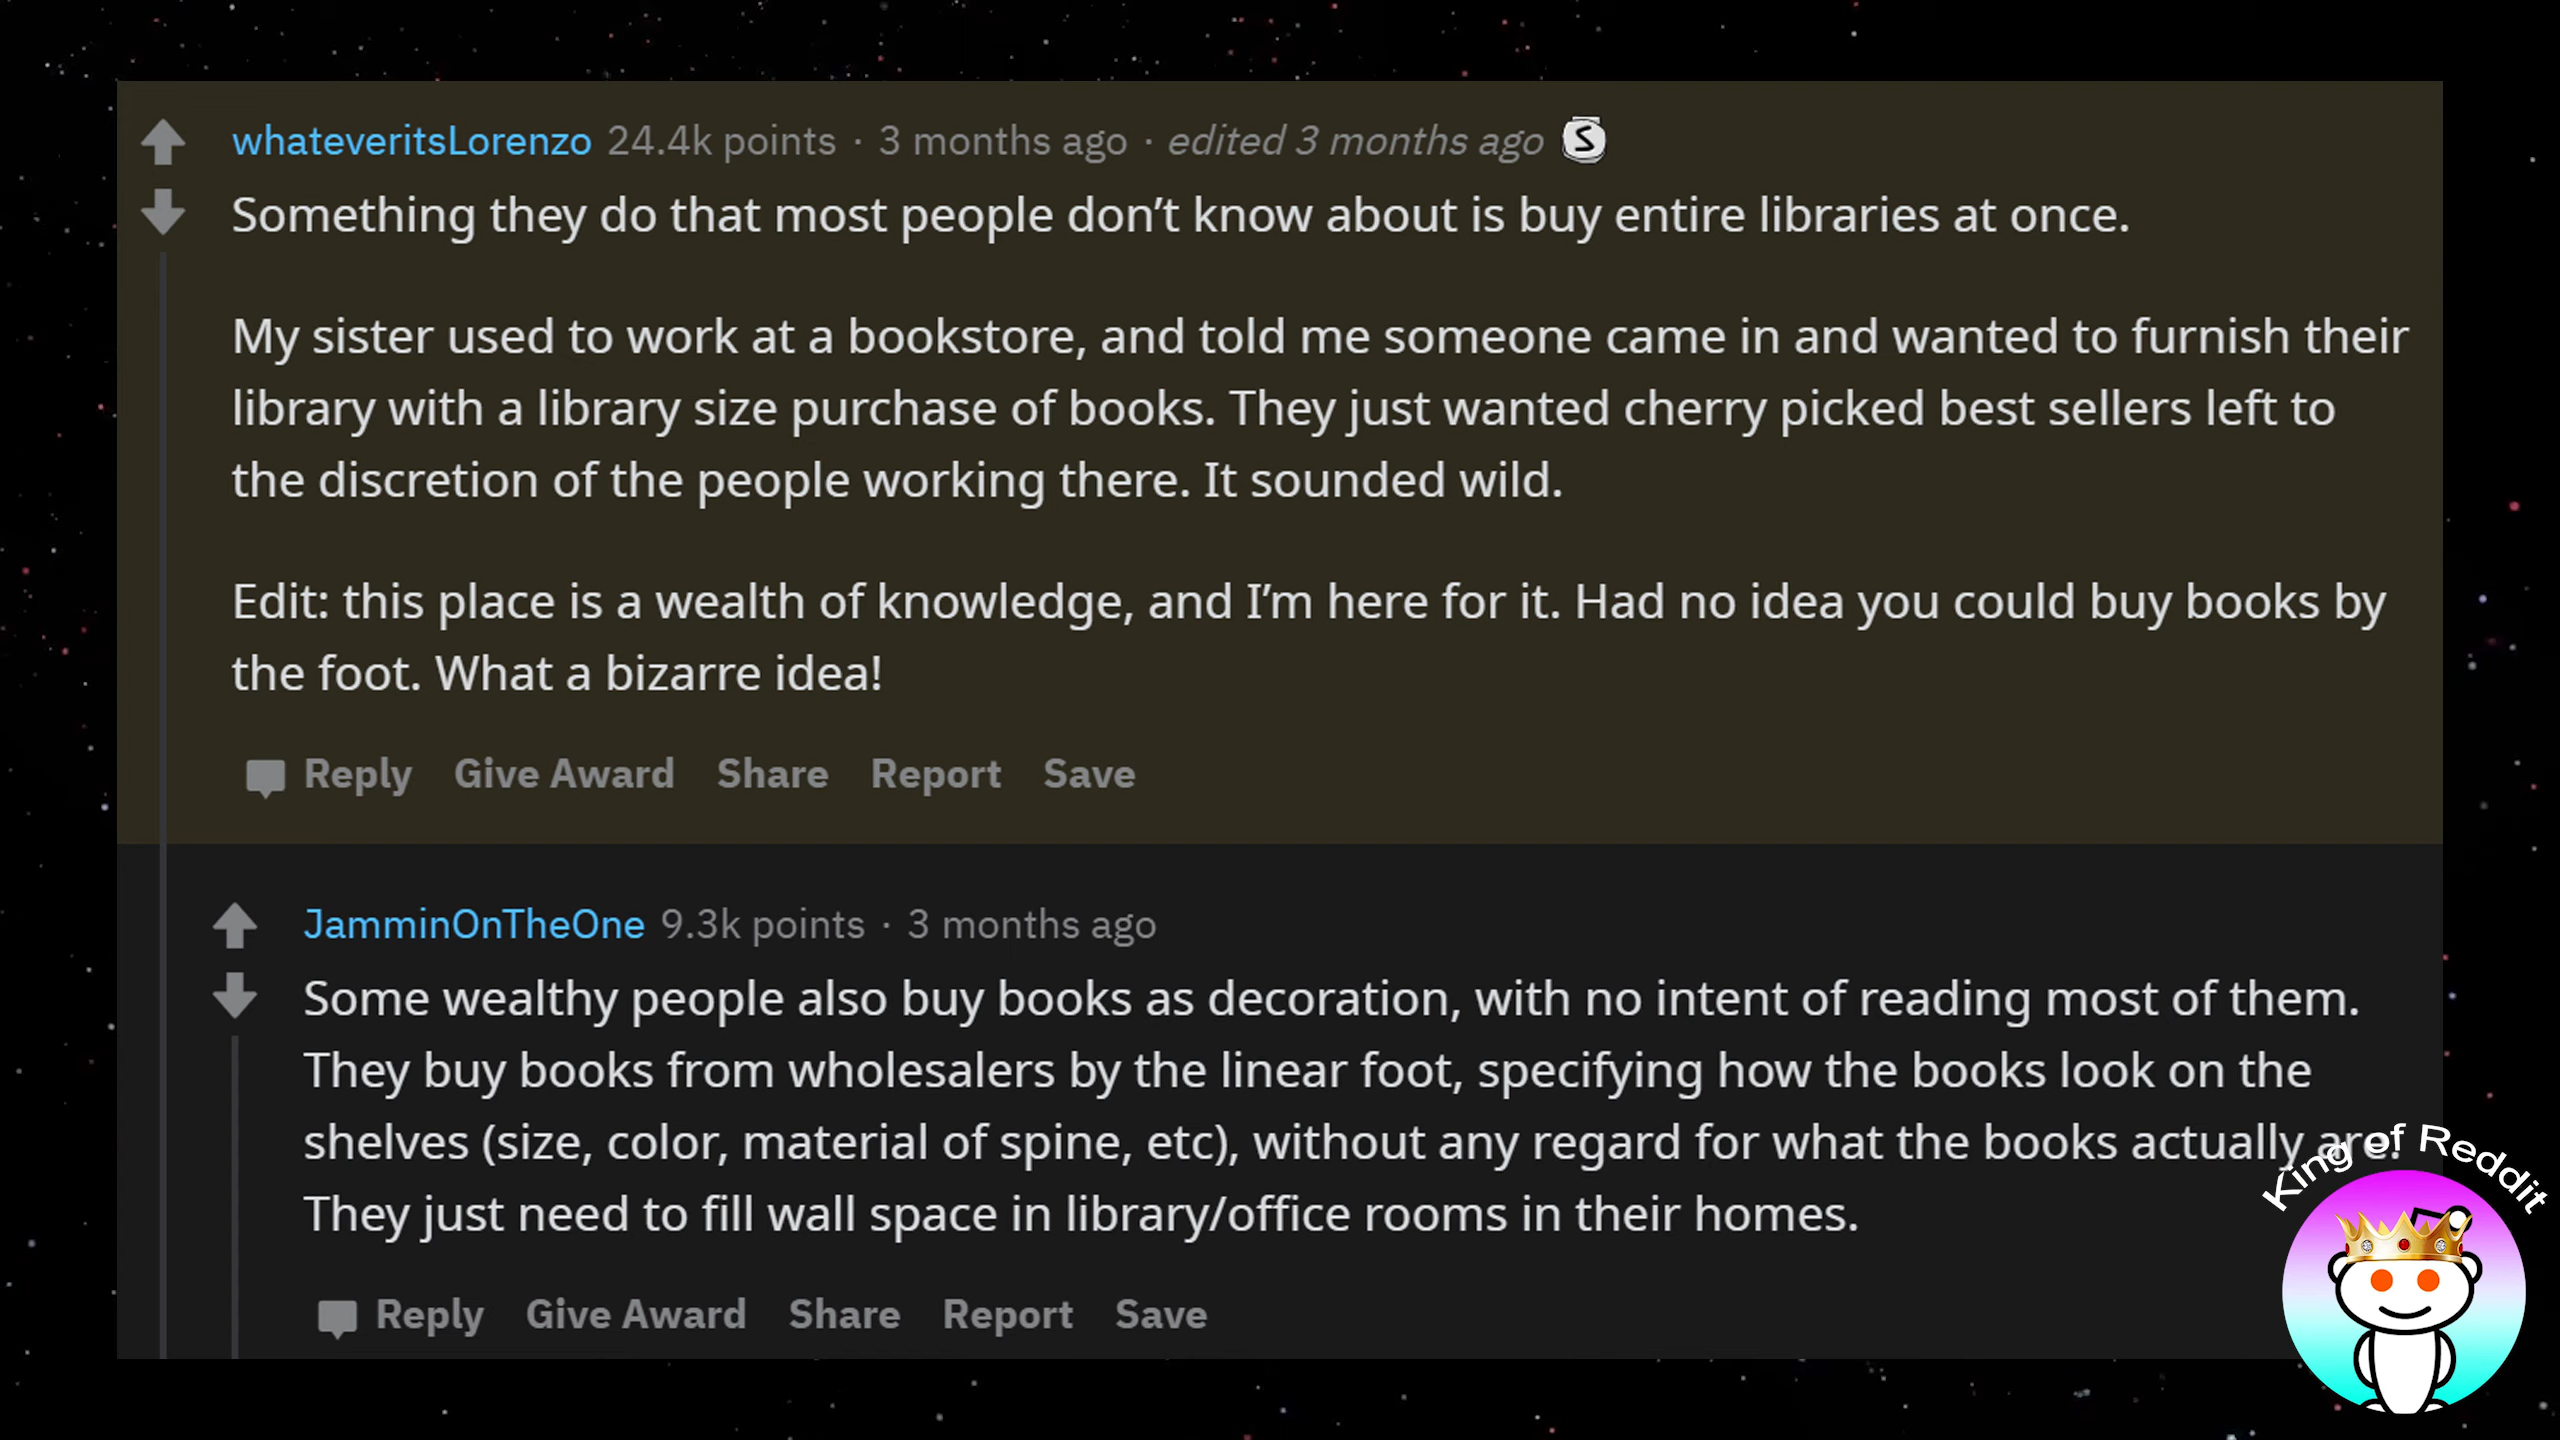 whateveritsLorenzo 24.4k points · 3 months ago · edited 3 months ago S
Something they do that most people don’t know about is buy entire libraries at once.
My sister used to work at a bookstore, and told me someone came in and wanted to furnish their
library with a library size purchase of books. They just wanted cherry picked best sellers left to
the discretion of the people working there. It sounded wild.
Edit: this place is a wealth of knowledge, and I’m here for it. Had no idea you could buy books by
the foot. What a bizarre idea!
Reply Give Award Share Report Save
JamminOnTheOne 9.3k points · 3 months ago
Some wealthy people also buy books as decoration, with no intent of reading most of them.
They buy books from wholesalers by the linear foot, specifying how the books look on the
shelves (size, color, material of spine, etc), without any regard for what the books actually are.
They just need to fill wall space in library/office rooms in their homes.
Reply Give Award Share Report Save
King of Reddit